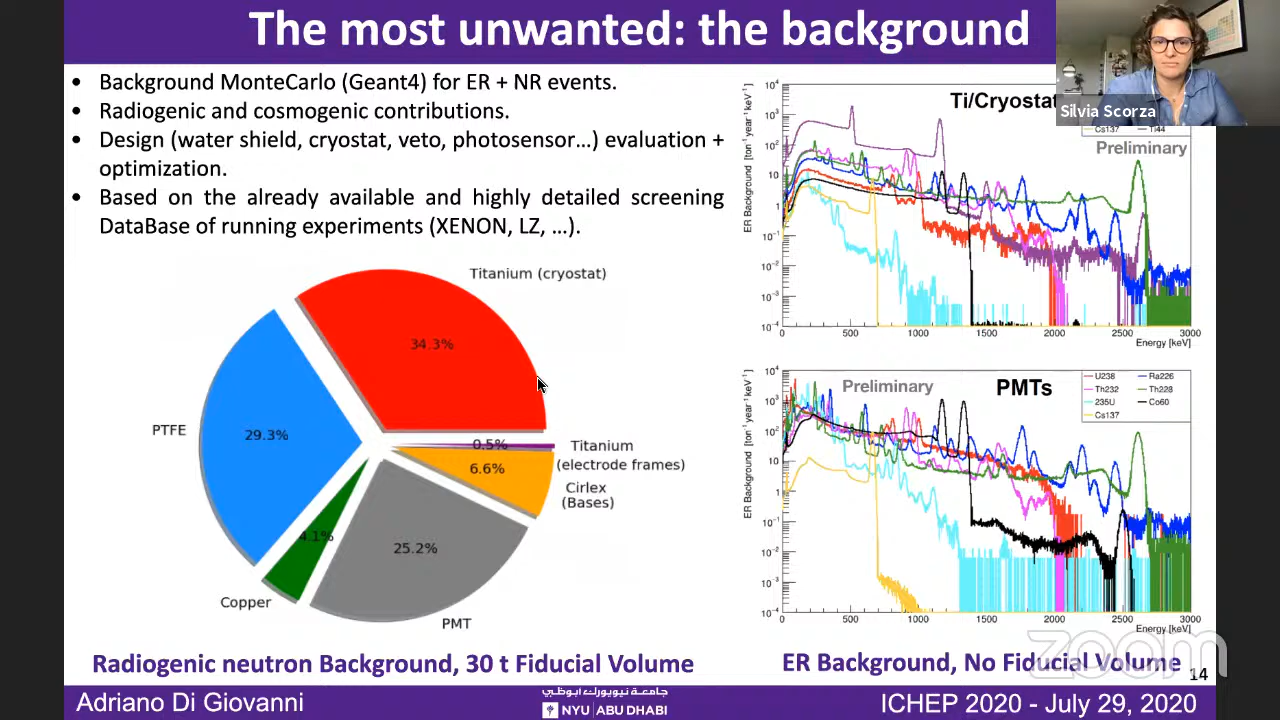 The most unwanted: the background
• Background MonteCarlo (Geant4) for ER + NR events.
• Radiogenic and cosmogenic contributions.
• Design (water shield, cryostat, veto, photosensor...) evaluation +
optimization.
• Based on the already available and highly detailed screening
DataBase of running experiments (XENON, LZ, ...).
Titanium (cryostat)
34.3%
PTFE
29.3%
0.5%
Titanium
(electrode frames)
6.6%
Cirlex
(Bases)
4.1%
25.2%
Copper
PMT
Radiogenic neutron Background, 30 t Fiducial Volume
Silvia Scorza
Ti/Cryostat
Cs137 Ti44
Preliminary
ER Background [ton⁻¹ year⁻¹ keV⁻¹]
10⁴
10³
10²
10
1
10⁻¹
10⁻²
10⁻³
10⁻⁴
0 500 1000 1500 2000 2500 3000
Energy [keV]
Preliminary
PMTs
U238 Ra226
Th232 Th228
235U Co60
Cs137
ER Background [ton⁻¹ year⁻¹ keV⁻¹]
10⁴
10³
10²
10
1
10⁻¹
10⁻²
10⁻³
10⁻⁴
0 500 1000 1500 2000 2500 3000
Energy [keV]
ER Background, No Fiducial Volume
14
zoom
Adriano Di Giovanni
جامعـة نيويورك أبوظبي
NYU ABU DHABI
ICHEP 2020 - July 29, 2020